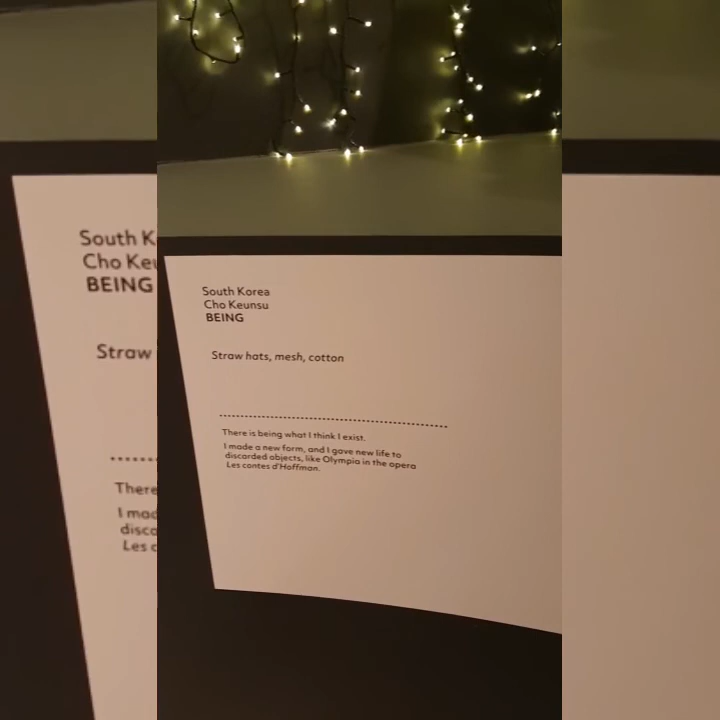 South Korea
Cho Keunsu
BEING
Straw hats, mesh, cotton
There is being what I think I exist.
I made a new form, and I gave new life to
discarded objects, like Olympia in the opera
Les contes d'Hoffman.